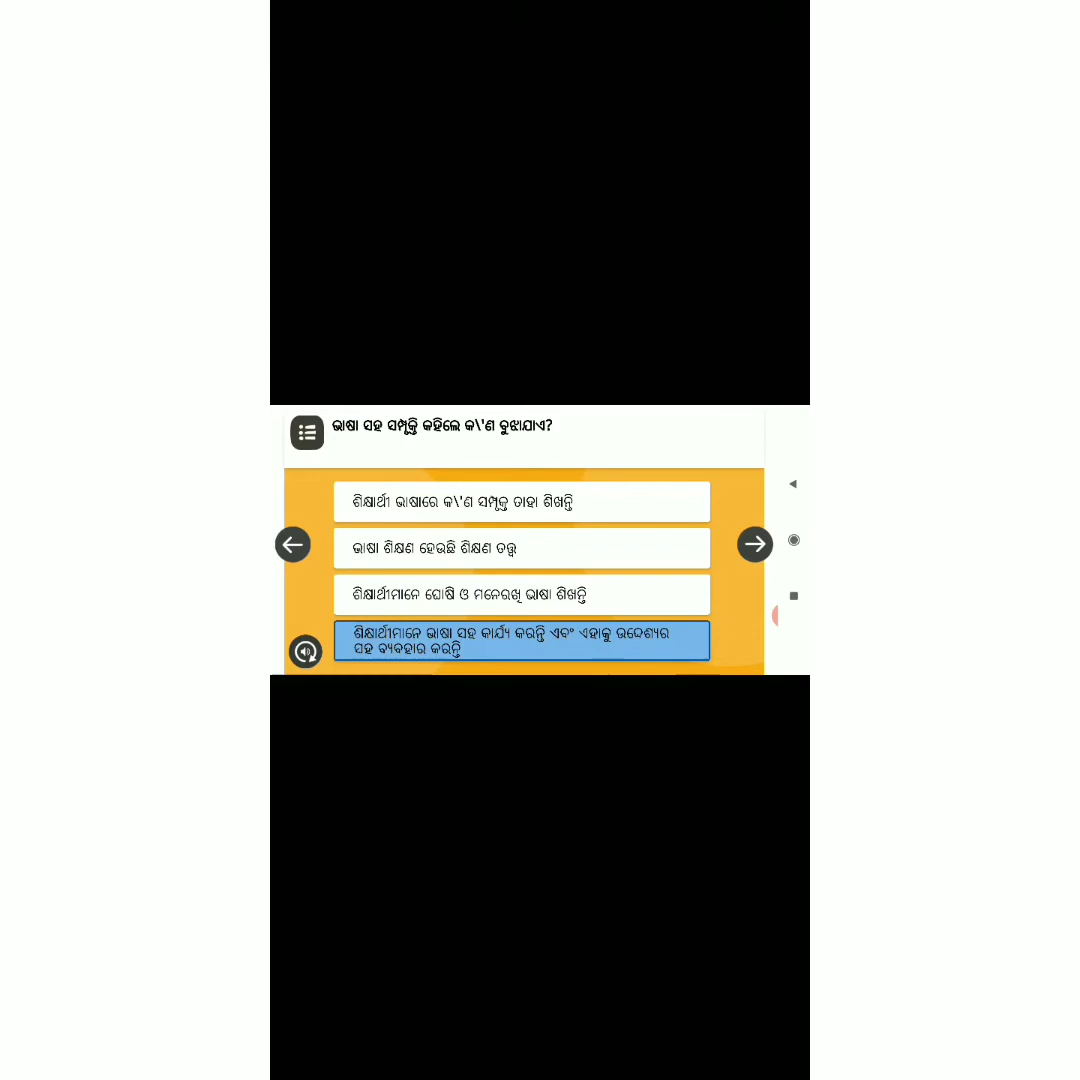 ଭାଷା ସହ ସମ୍ପୃକ୍ତି କହିଲେ କ\'ଣ ବୁଝାଯାଏ?
ଶିକ୍ଷାର୍ଥୀ ଭାଷାରେ କ\'ଣ ସମ୍ପୃକ୍ତ ତାହା ଶିଖନ୍ତି
ଭାଷା ଶିକ୍ଷଣ ହେଉଛି ଶିକ୍ଷଣ ତତ୍ତ୍ୱ
ଶିକ୍ଷାର୍ଥୀମାନେ ଘୋଷି ଓ ମନେରଖି ଭାଷା ଶିଖନ୍ତି
ଶିକ୍ଷାର୍ଥୀମାନେ ଭାଷା ସହ କାର୍ଯ୍ୟ କରନ୍ତି ଏବଂ ଏହାକୁ ଉଦ୍ଦେଶ୍ୟର
ସହ ବ୍ୟବହାର କରନ୍ତି